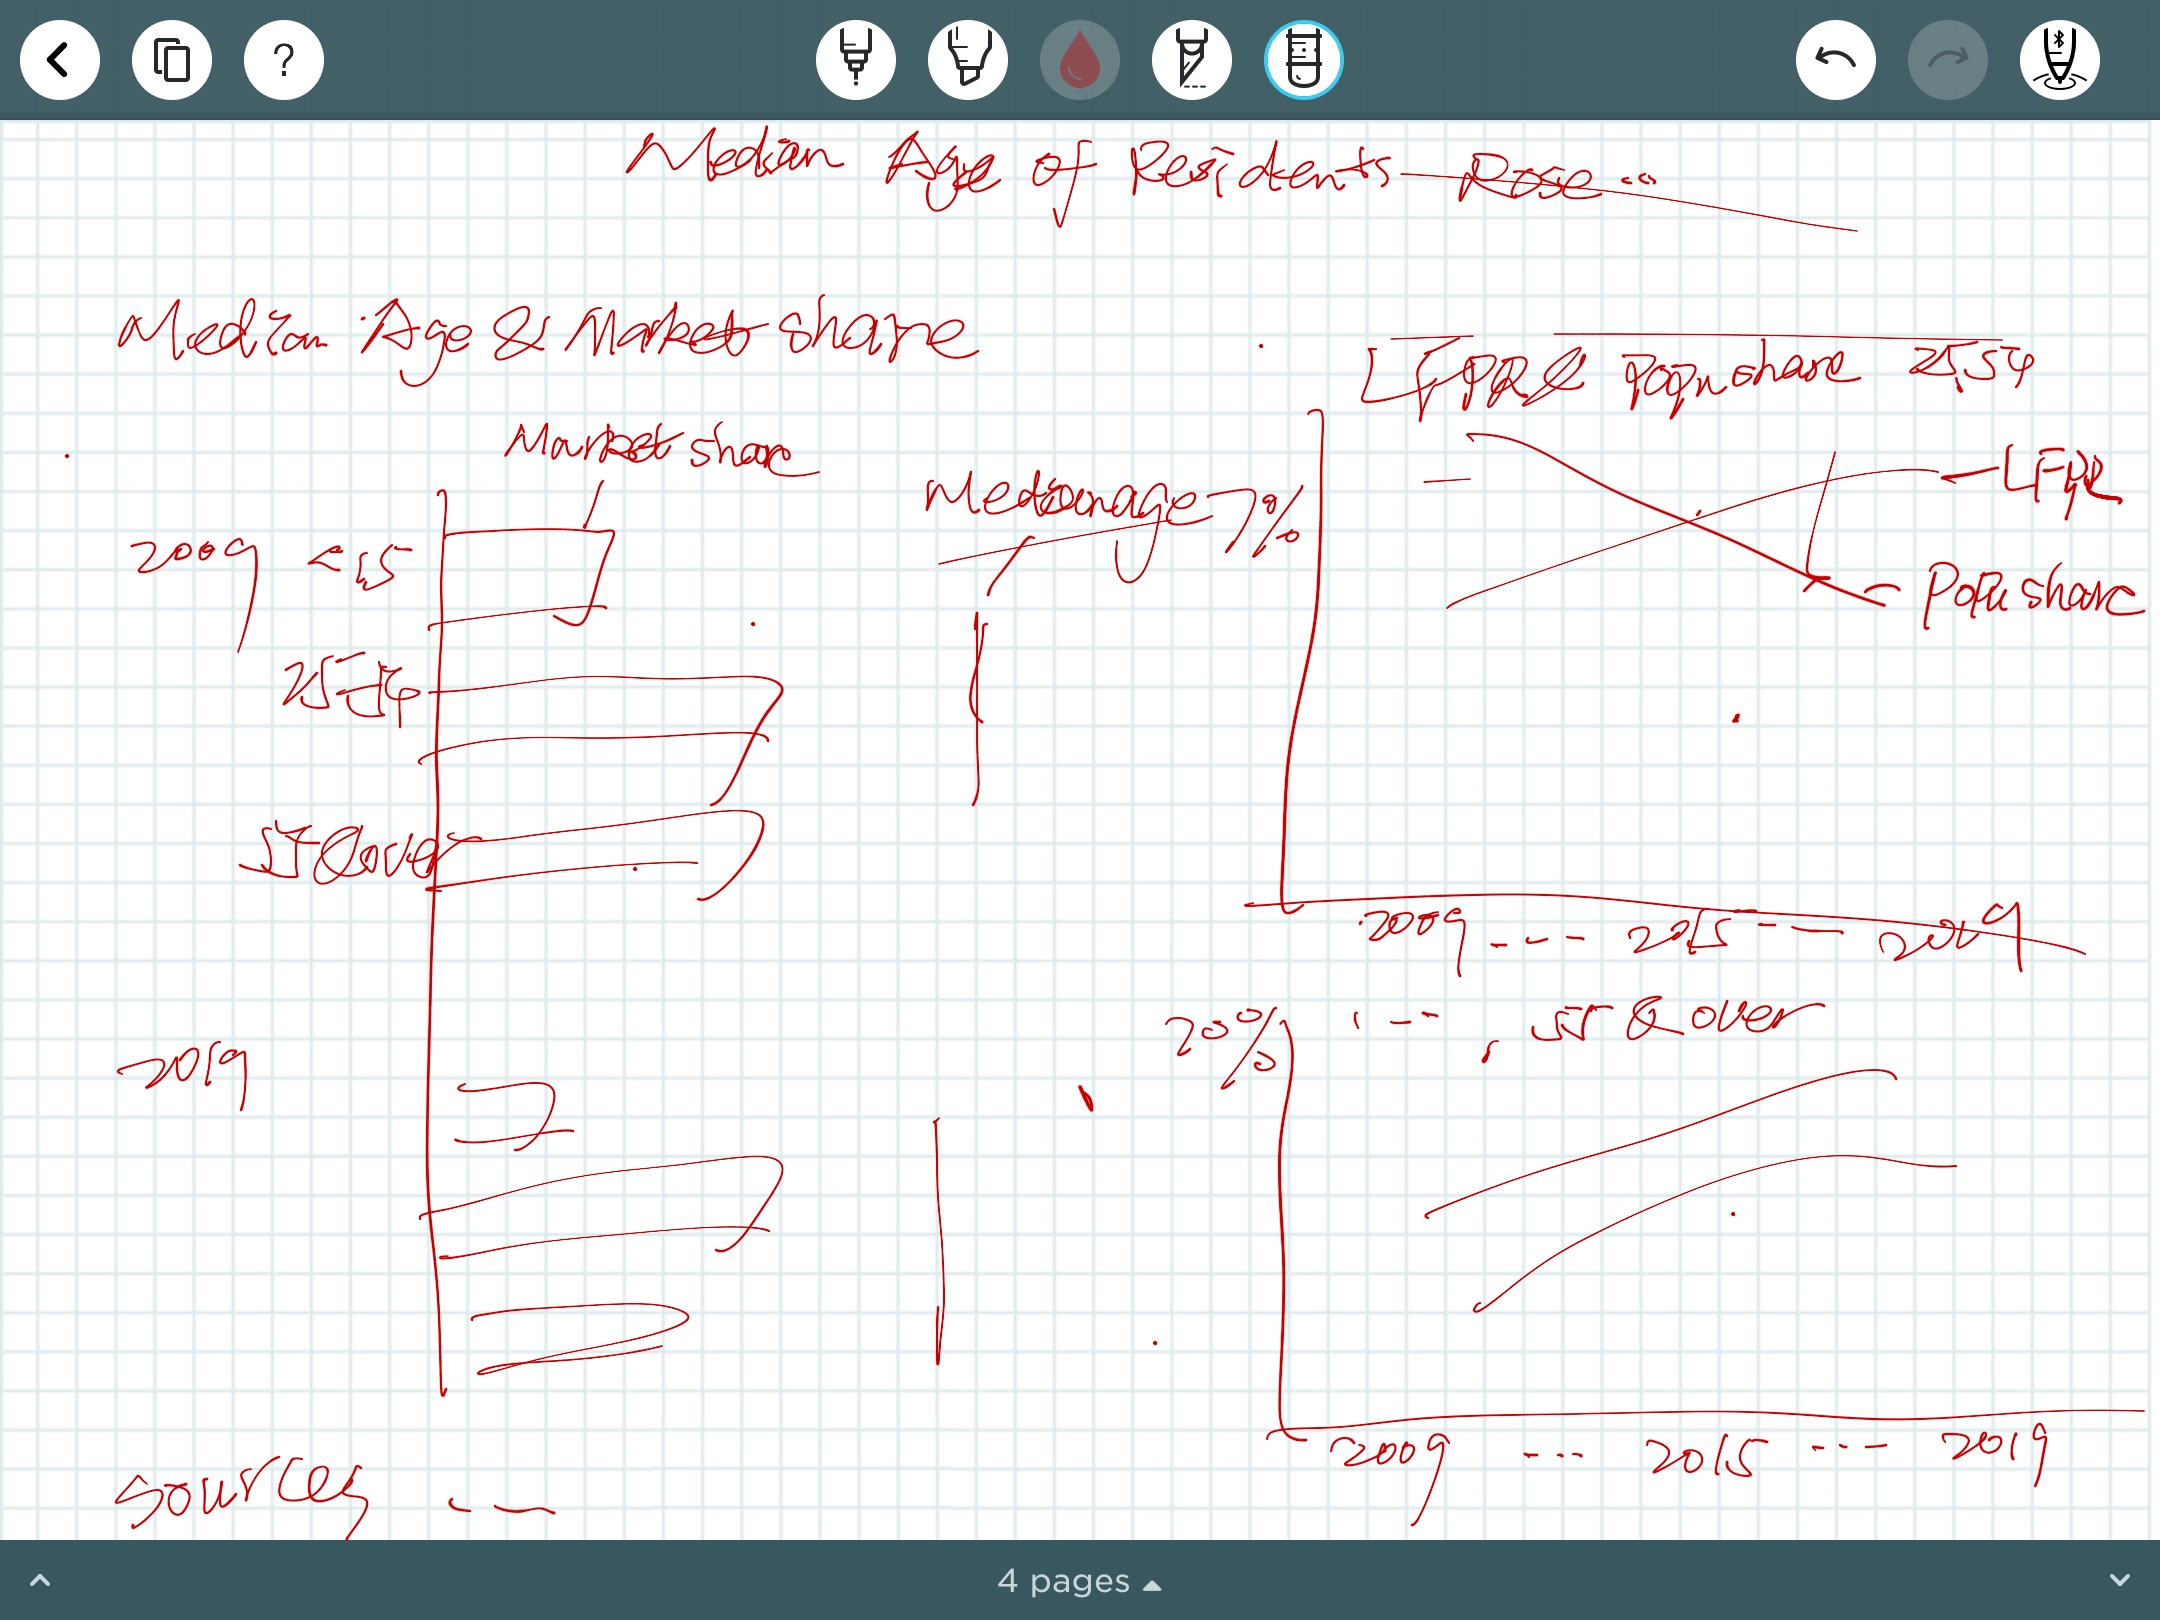 ?
Median Age of Residents Rose ...
Median Age & Market share
Market share
2009
25-54
55 & over
2019
Sources ---
Median age
LFPR & Popn share 25,54
LFPR
Popn share
7%
2009 --- 2015 --- 2019
20%
--- , 55 & over
2009 --- 2015 --- 2019
4 pages